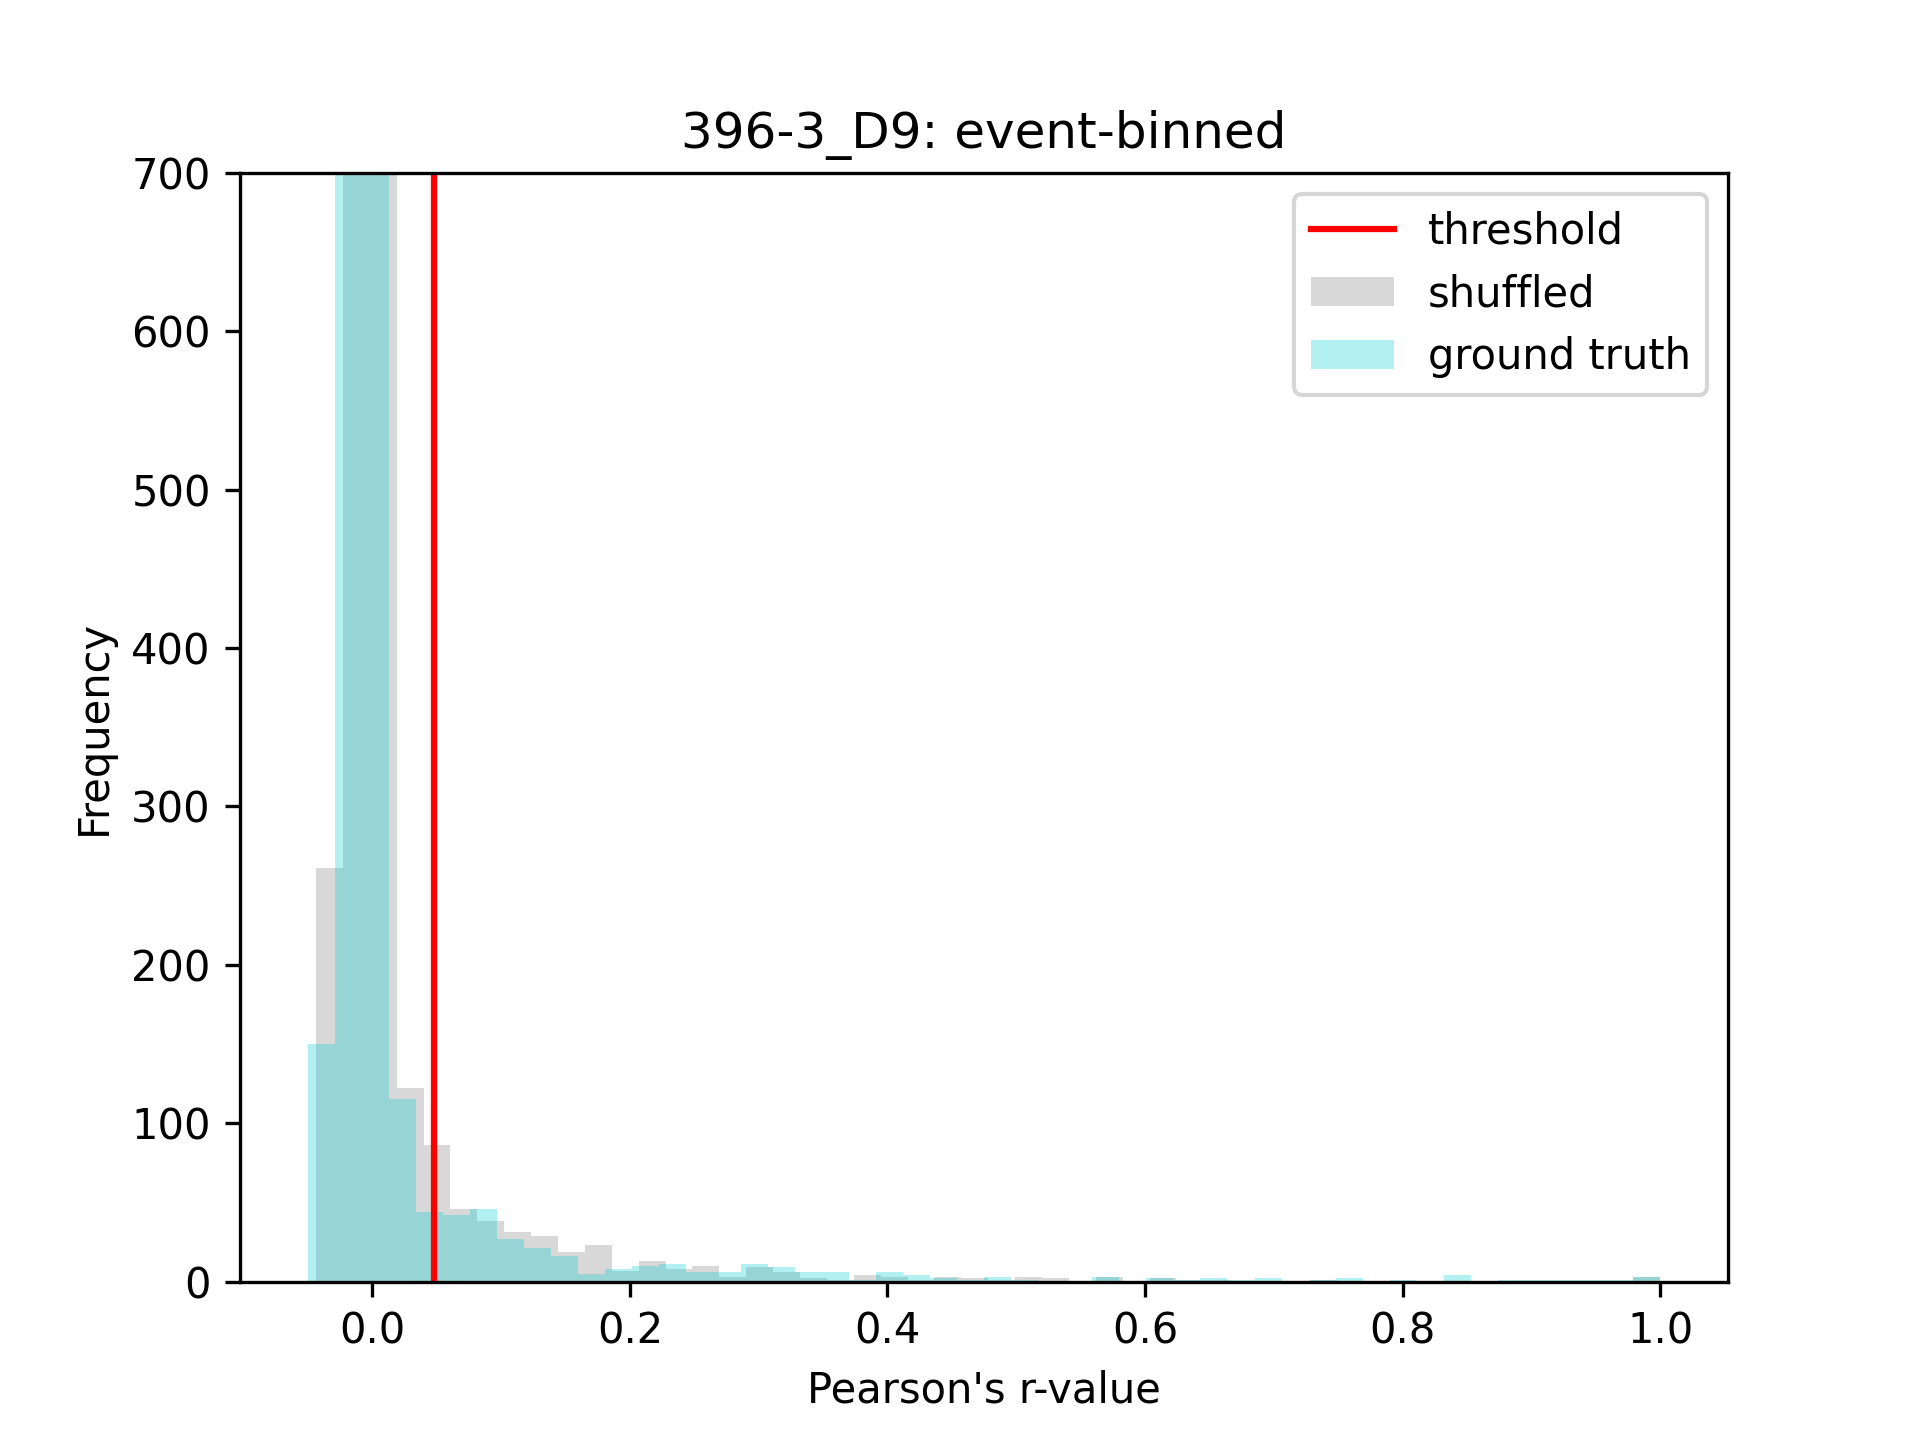 396-3_D9: event-binned
700
600
500
400
300
200
100
0
Frequency
threshold
shuffled
ground truth
0.0 0.2 0.4 0.6 0.8 1.0
Pearson's r-value